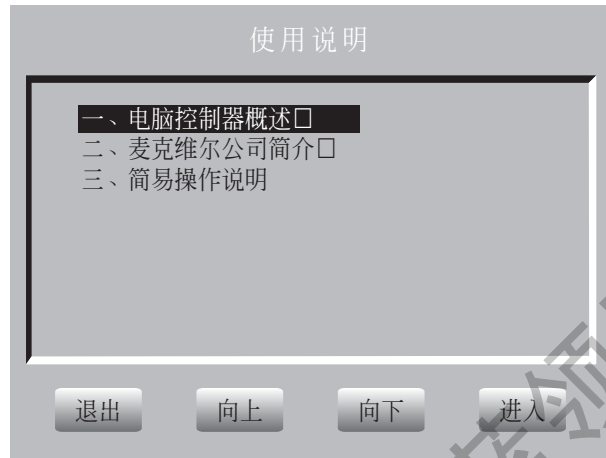 使用说明
一、电脑控制器概述□
二、麦克维尔公司简介□
三、简易操作说明
退出 向上 向下 进入